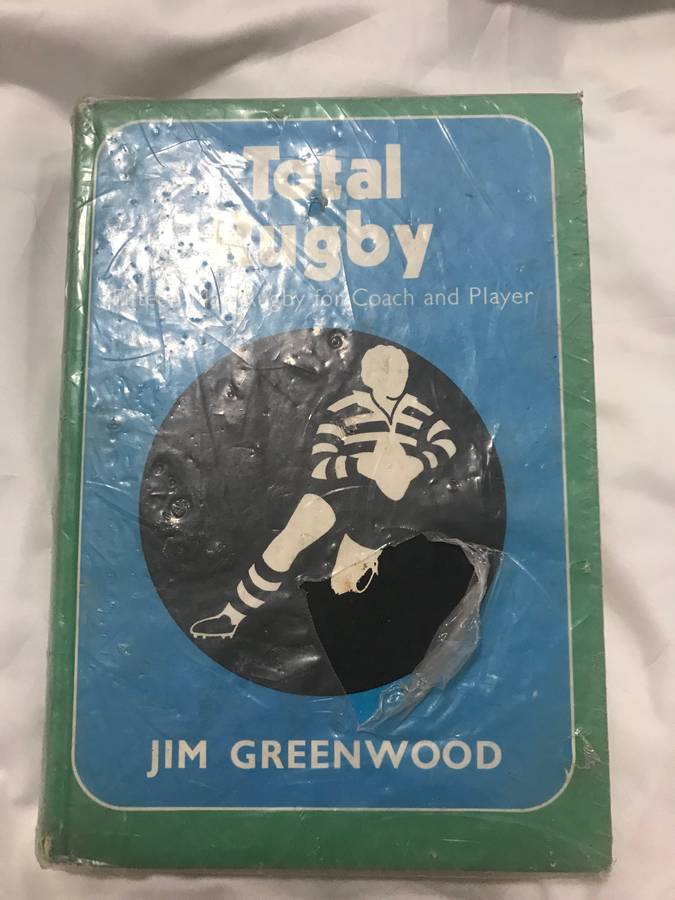 Total
Rugby
Rugby for Coach and Player
JIM GREENWOOD